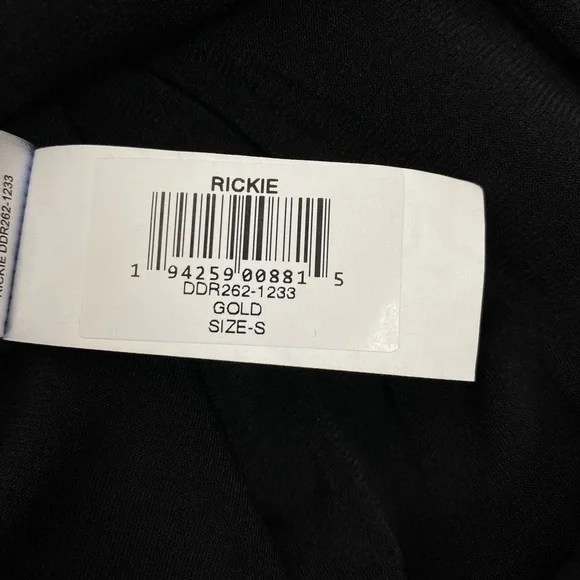 RICKIE DDR262-1233
RICKIE
1 94259 00881 5
DDR262-1233
GOLD
SIZE-S